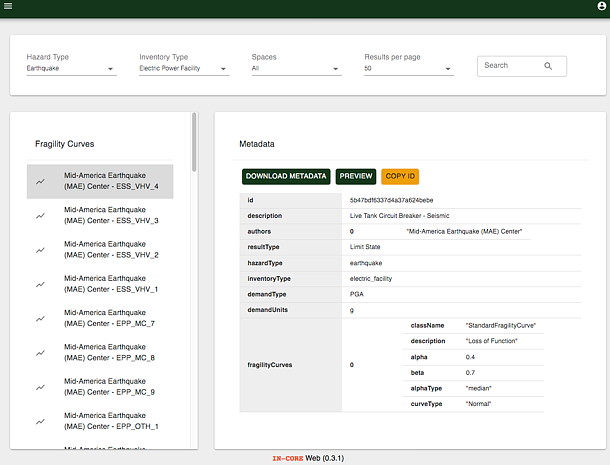 Hazard Type
Earthquake
Inventory Type
Electric Power Facility
Spaces
All
Results per page
50
Search
Fragility Curves
Mid-America Earthquake
(MAE) Center - ESS_VHV_4
Mid-America Earthquake
(MAE) Center - ESS_VHV_3
Mid-America Earthquake
(MAE) Center - ESS_VHV_2
Mid-America Earthquake
(MAE) Center - ESS_VHV_1
Mid-America Earthquake
(MAE) Center - EPP_MC_7
Mid-America Earthquake
(MAE) Center - EPP_MC_8
Mid-America Earthquake
(MAE) Center - EPP_MC_9
Mid-America Earthquake
(MAE) Center - EPP_OTH_1
Metadata
DOWNLOAD METADATA PREVIEW COPY ID
id 5b47bdf6337d4a37a624bebe
description Live Tank Circuit Breaker - Seismic
authors 0 "Mid-America Earthquake (MAE) Center"
resultType Limit State
hazardType earthquake
inventoryType electric_facility
demandType PGA
demandUnits g
fragilityCurves 0
className "StandardFragilityCurve"
description "Loss of Function"
alpha 0.4
beta 0.7
alphaType "median"
curveType "Normal"
IN-CORE Web (0.3.1)